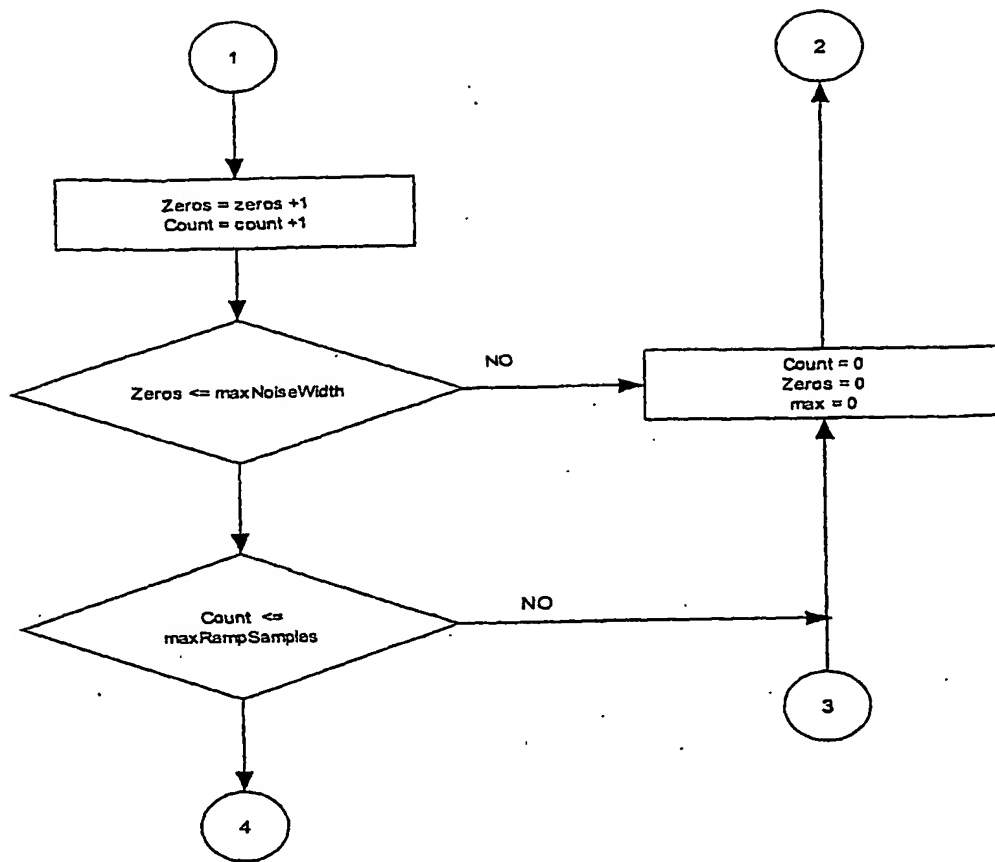 1
2
Zeros = zeros +1
Count = count +1
Zeros <= maxNoiseWidth
NO
Count = 0
Zeros = 0
max = 0
Count <=
maxRampSamples
NO
3
4